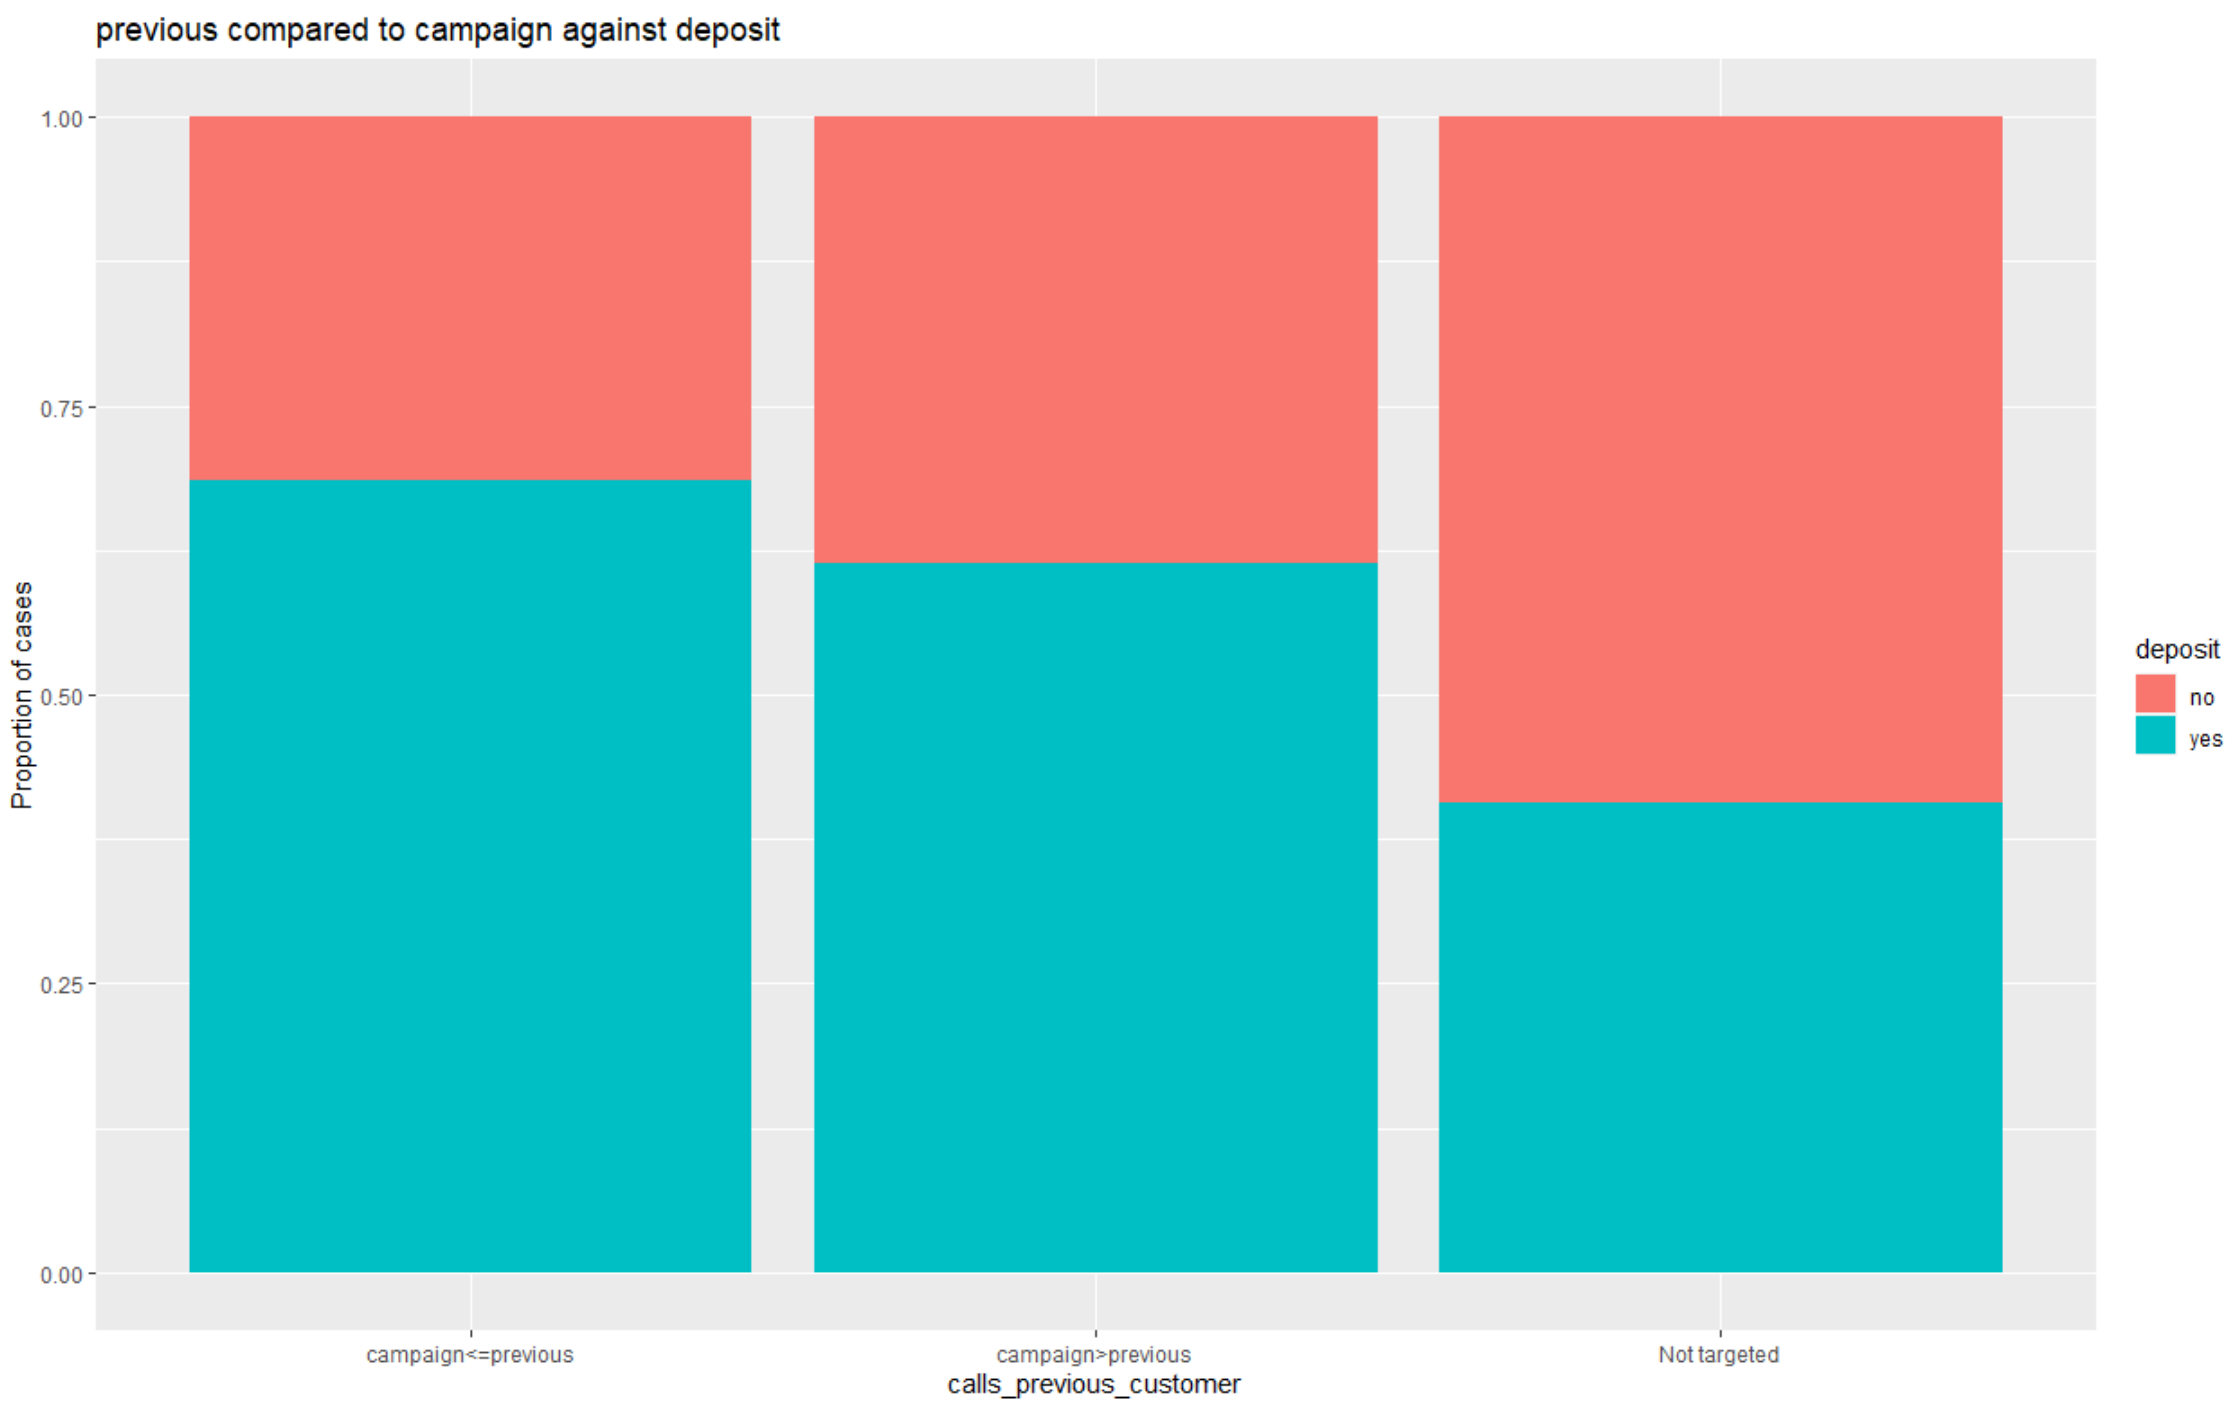 previous compared to campaign against deposit
Proportion of cases
1.00
0.75
0.50
0.25
0.00
campaign<=previous
campaign>previous
Not targeted
calls_previous_customer
deposit
no
yes